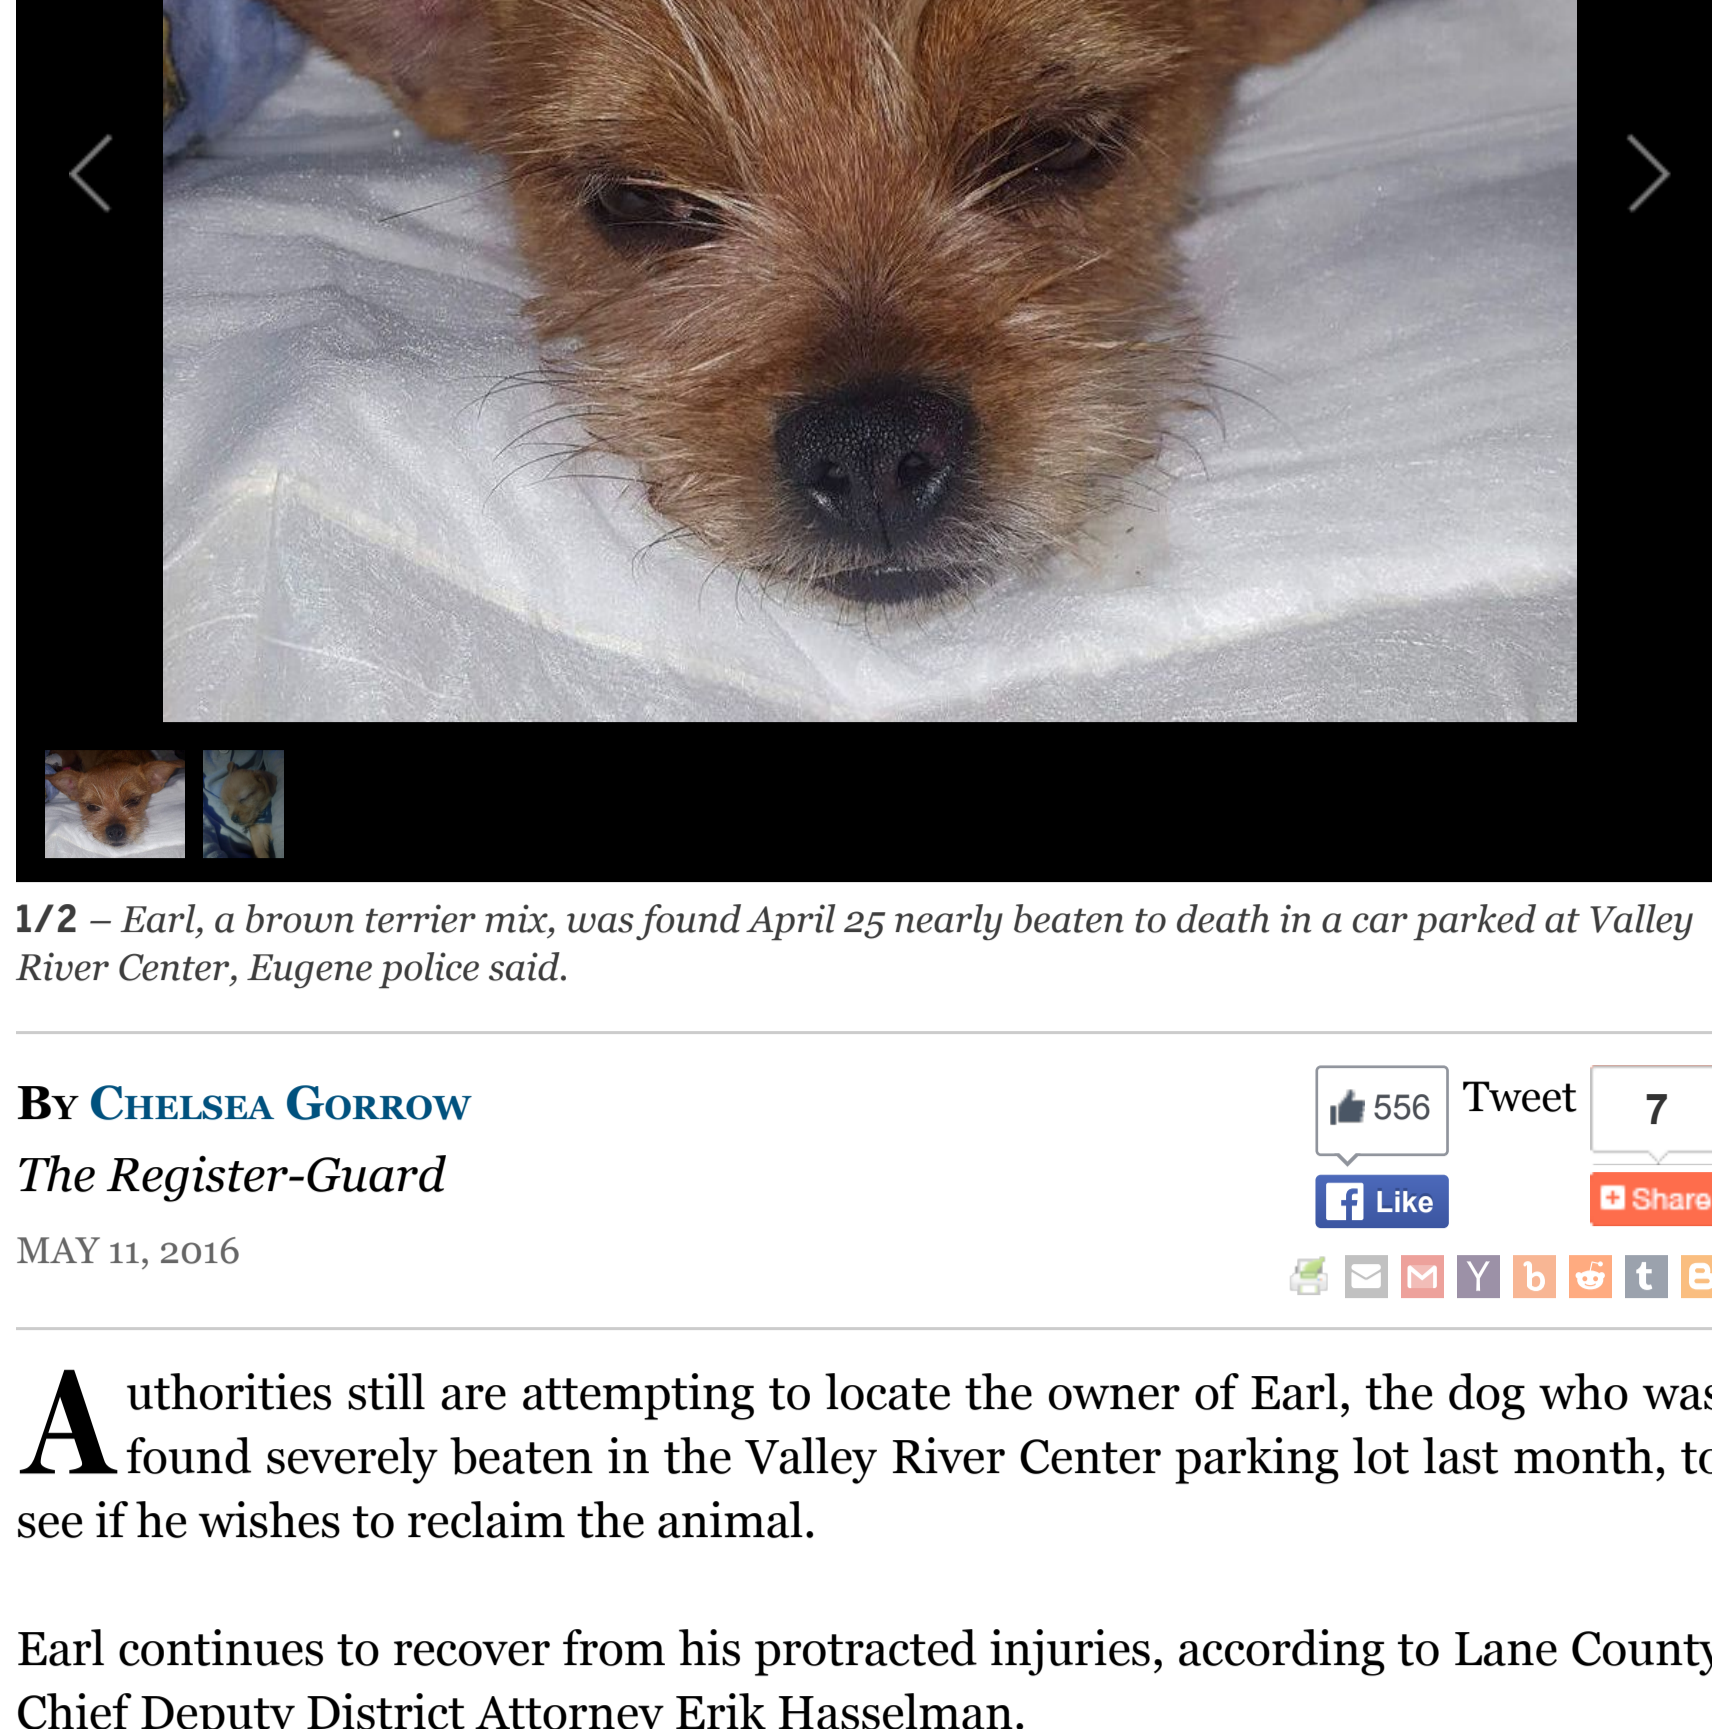 1/2 – Earl, a brown terrier mix, was found April 25 nearly beaten to death in a car parked at Valley
River Center, Eugene police said.
By Chelsea Gorrow
The Register-Guard
MAY 11, 2016
556
Tweet
7
Like
Share
Authorities still are attempting to locate the owner of Earl, the dog who was
found severely beaten in the Valley River Center parking lot last month, to
see if he wishes to reclaim the animal.
Earl continues to recover from his protracted injuries, according to Lane County
Chief Deputy District Attorney Erik Hasselman.